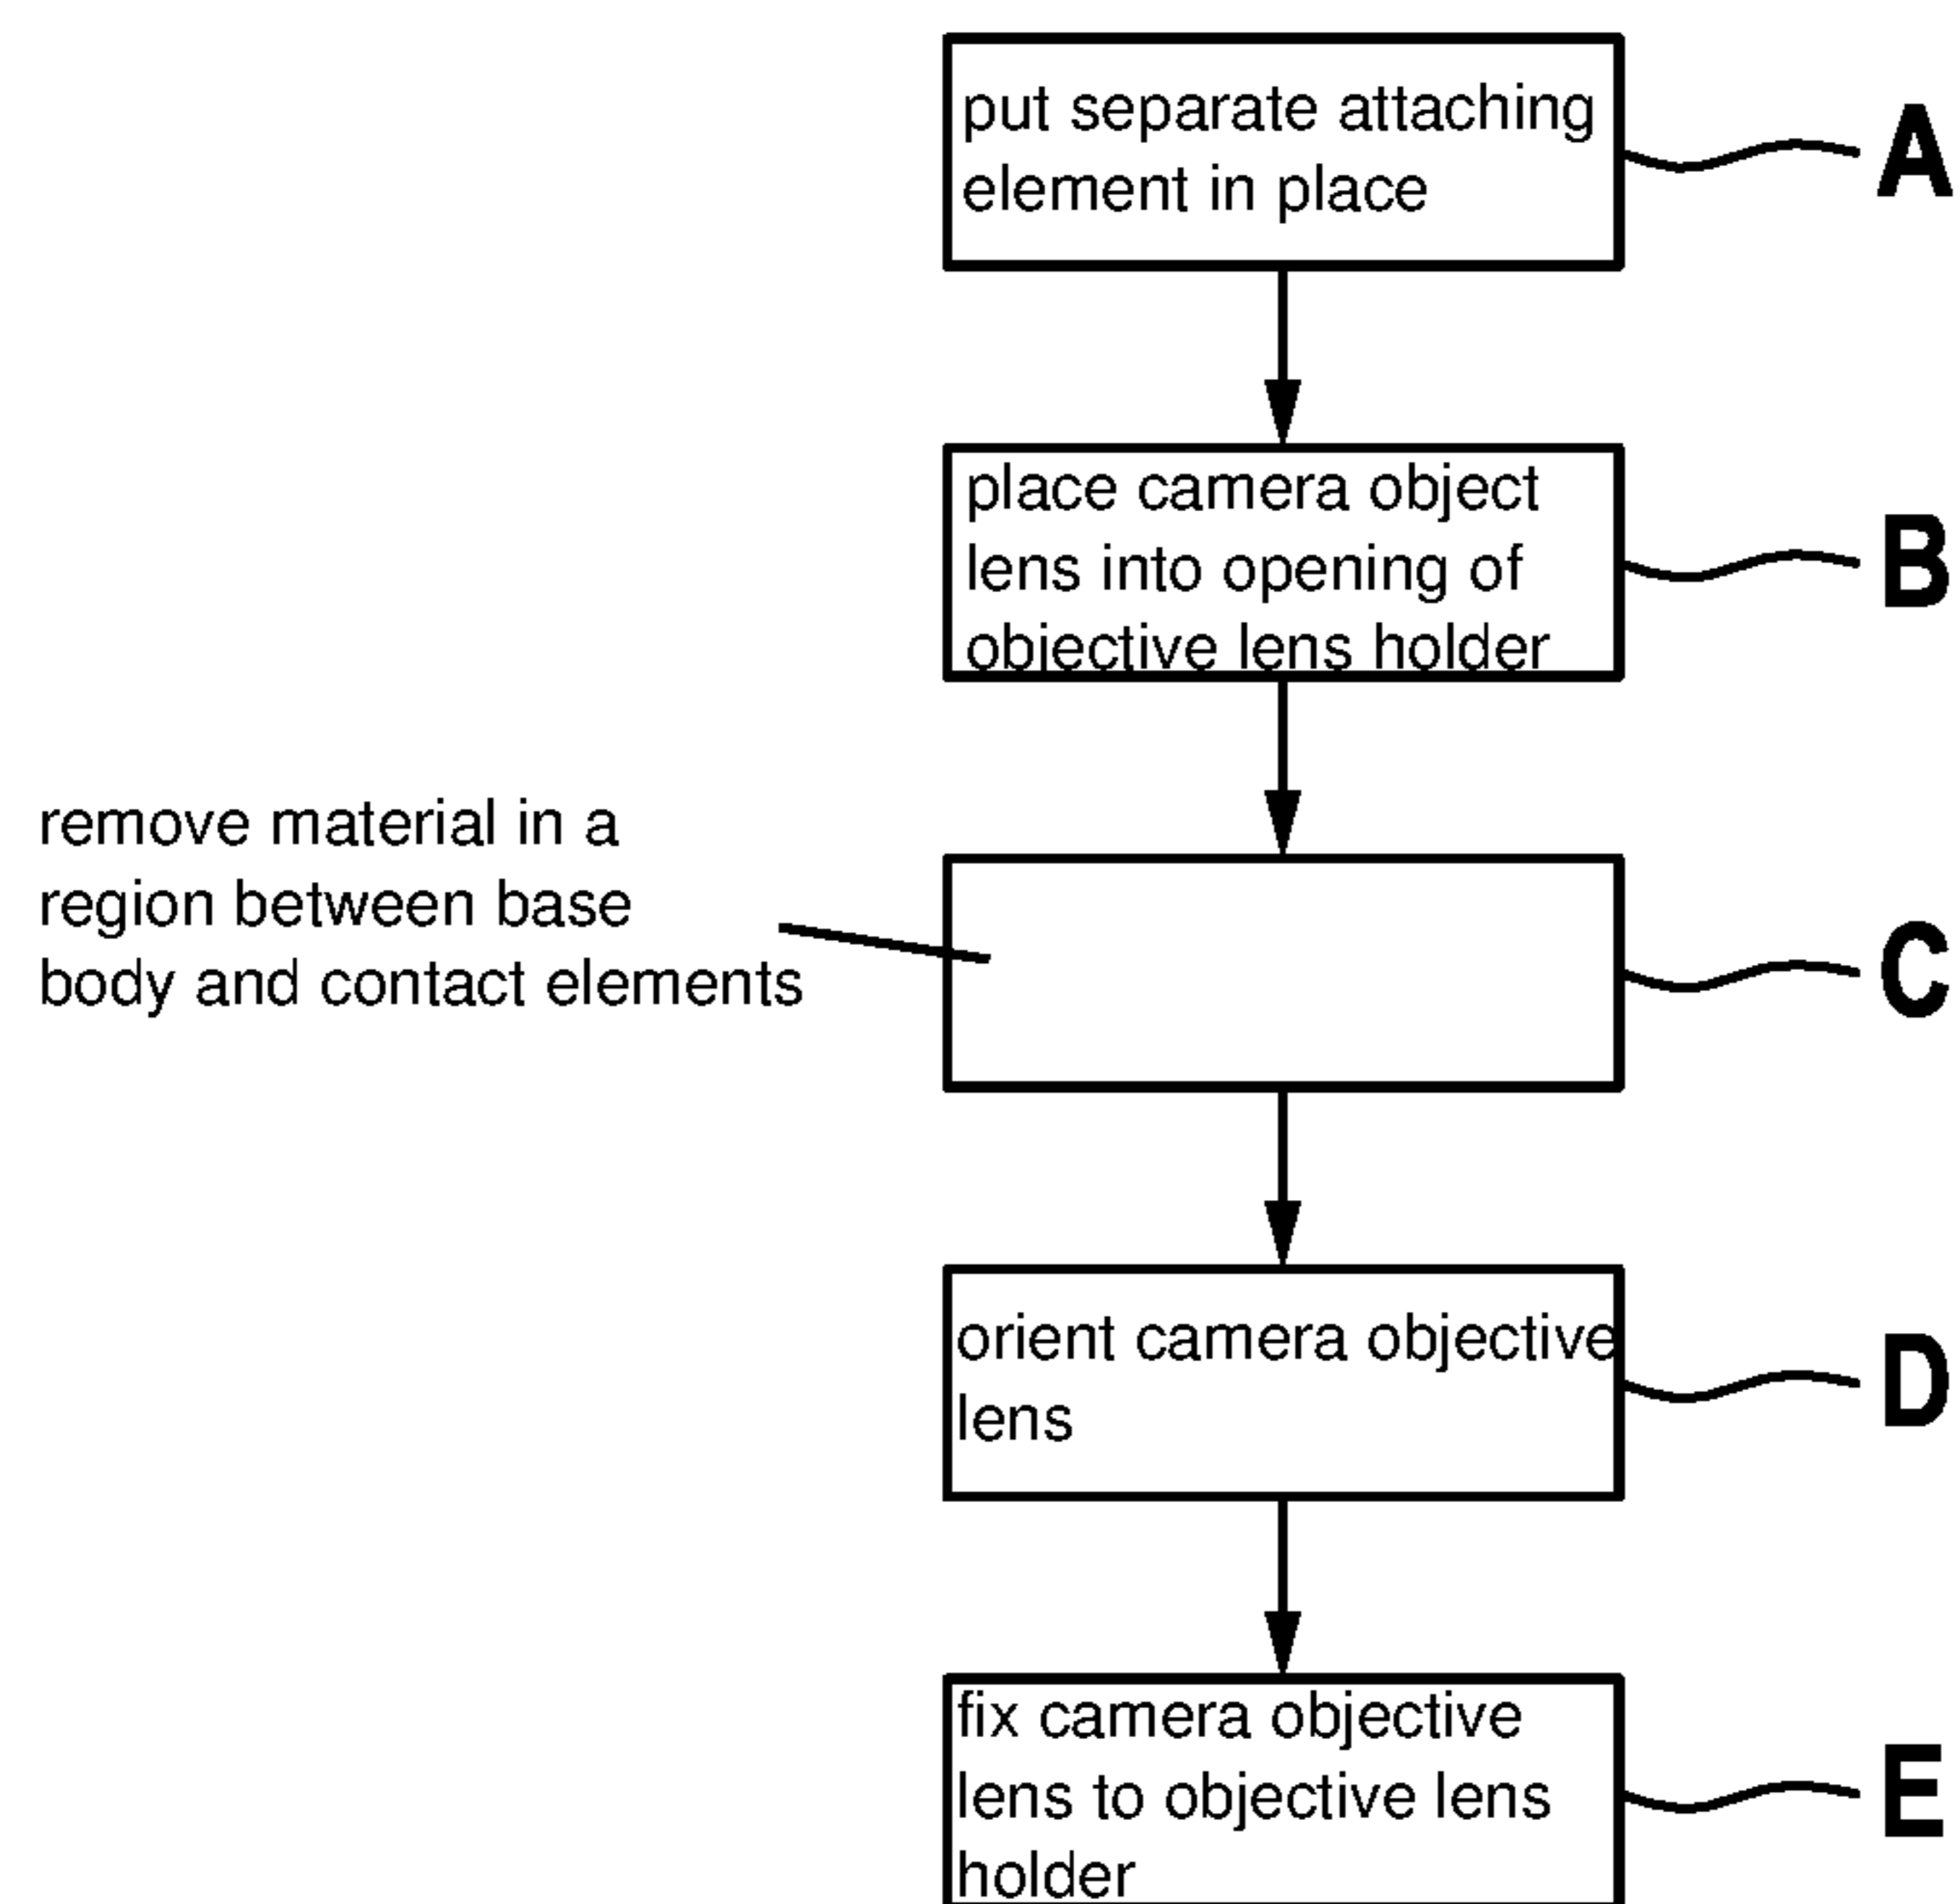 put separate attaching
element in place
A
place camera object
lens into opening of
objective lens holder
B
remove material in a
region between base
body and contact elements
C
orient camera objective
lens
D
fix camera objective
lens to objective lens
holder
E